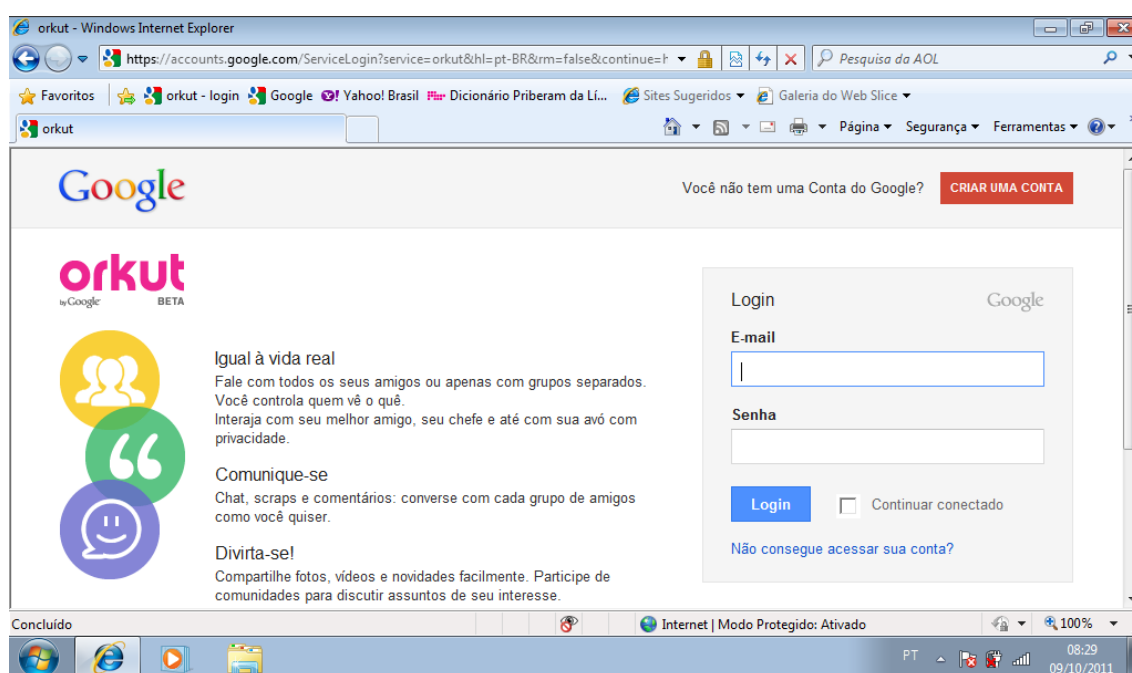 orkut - Windows Internet Explorer
https://accounts.google.com/ServiceLogin?service=orkut&hl=pt-BR&rm=false&continue=h
Pesquisa da AOL
Favoritos orkut - login Google Yahoo! Brasil Dicionário Priberam da Lí... Sites Sugeridos Galeria do Web Slice
orkut Página Segurança Ferramentas
Google Você não tem uma Conta do Google? CRIAR UMA CONTA
orkut
by Google BETA
Igual à vida real
Fale com todos os seus amigos ou apenas com grupos separados.
Você controla quem vê o quê.
Interaja com seu melhor amigo, seu chefe e até com sua avó com
privacidade.
Comunique-se
Chat, scraps e comentários: converse com cada grupo de amigos
como você quiser.
Divirta-se!
Compartilhe fotos, vídeos e novidades facilmente. Participe de
comunidades para discutir assuntos de seu interesse.
Login Google
E-mail
Senha
Login Continuar conectado
Não consegue acessar sua conta?
Concluído Internet | Modo Protegido: Ativado 100%
PT 08:29
09/10/2011